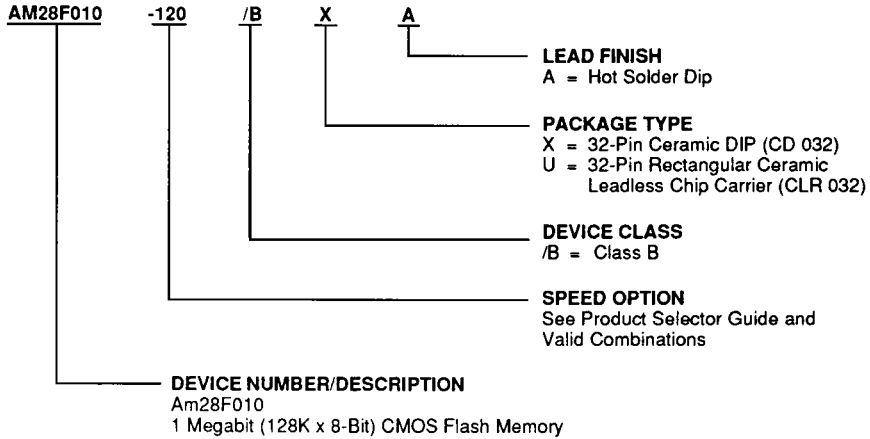 AM28F010 -120 /B X A
LEAD FINISH
A = Hot Solder Dip
PACKAGE TYPE
X = 32-Pin Ceramic DIP (CD 032)
U = 32-Pin Rectangular Ceramic
Leadless Chip Carrier (CLR 032)
DEVICE CLASS
/B = Class B
SPEED OPTION
See Product Selector Guide and
Valid Combinations
DEVICE NUMBER/DESCRIPTION
Am28F010
1 Megabit (128K x 8-Bit) CMOS Flash Memory